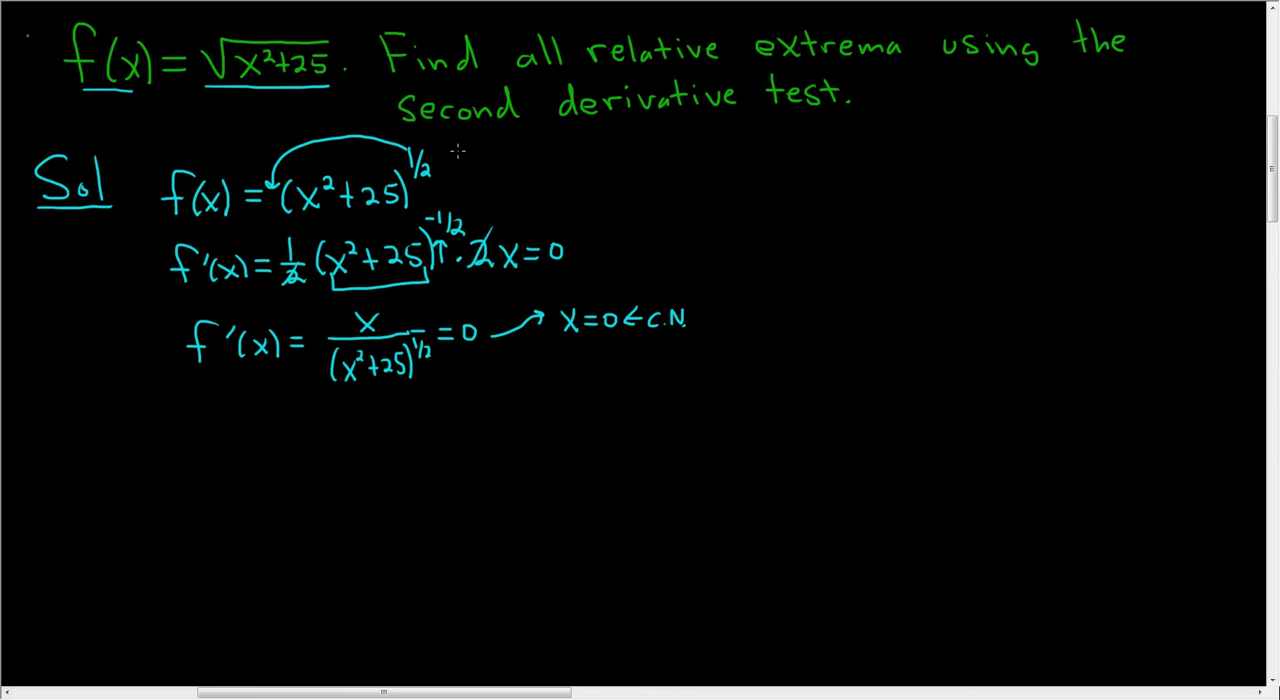 f(x) = √(x²+25). Find all relative extrema using the
second derivative test.
Sol
f(x) = (x²+25)^1/2
f'(x) = 1/2 (x²+25)^-1/2 · 2x = 0
f'(x) = x/(x²+25)^1/2 = 0 → x=0 ← C.N.